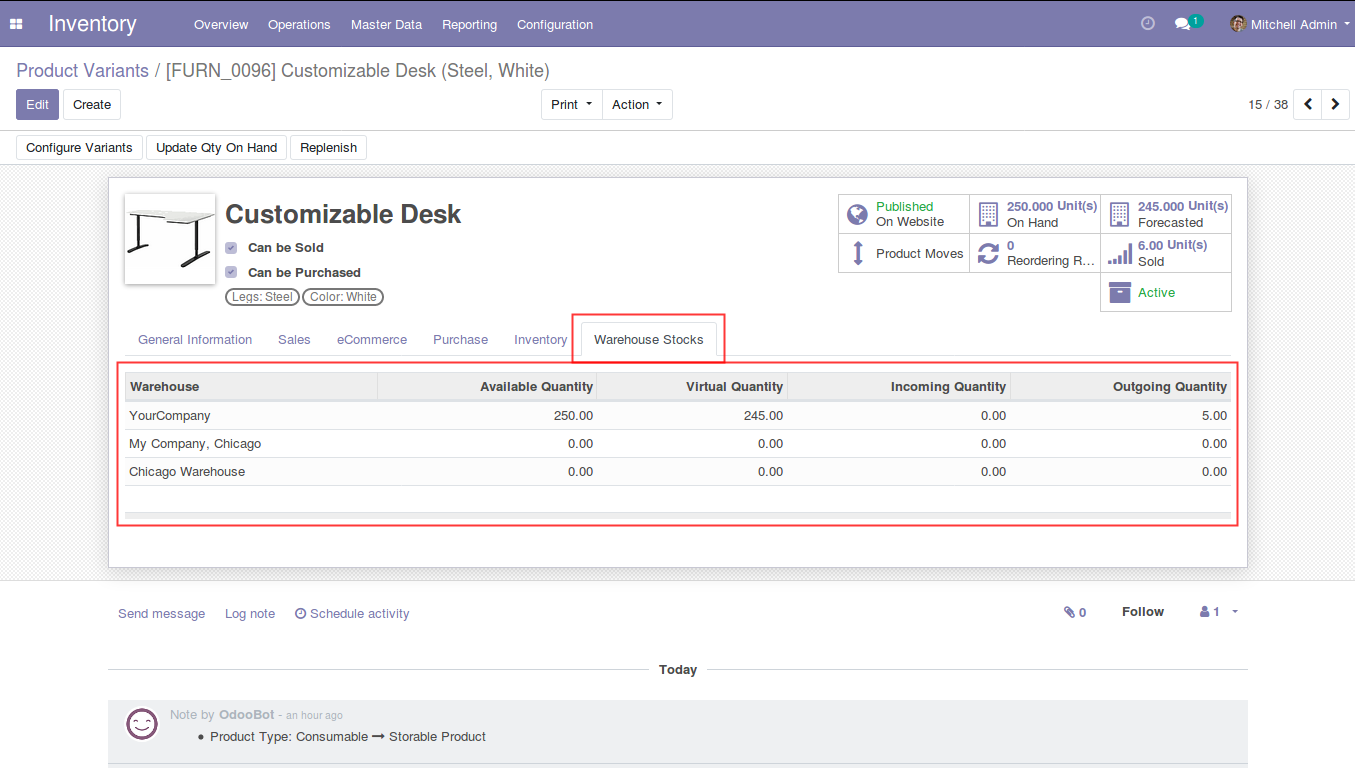 Inventory Overview Operations Master Data Reporting Configuration 1 Mitchell Admin
Product Variants / [FURN_0096] Customizable Desk (Steel, White)
Edit Create Print Action 15 / 38
Configure Variants Update Qty On Hand Replenish
Customizable Desk
Can be Sold
Can be Purchased
Legs: Steel Color: White
Published
On Website
250.000 Unit(s)
On Hand
245.000 Unit(s)
Forecasted
Product Moves
0
Reordering R...
6.00 Unit(s)
Sold
Active
General Information Sales eCommerce Purchase Inventory Warehouse Stocks
Warehouse Available Quantity Virtual Quantity Incoming Quantity Outgoing Quantity
YourCompany 250.00 245.00 0.00 5.00
My Company, Chicago 0.00 0.00 0.00 0.00
Chicago Warehouse 0.00 0.00 0.00 0.00
Send message Log note Schedule activity 0 Follow 1
Today
Note by OdooBot - an hour ago
• Product Type: Consumable → Storable Product